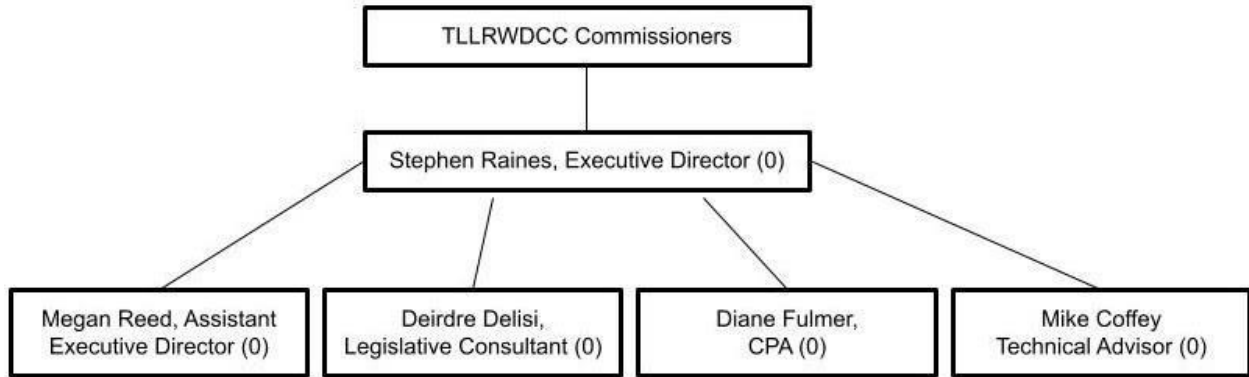 TLLRWDCC Commissioners
Stephen Raines, Executive Director (0)
Megan Reed, Assistant
Executive Director (0)
Deirdre Delisi,
Legislative Consultant (0)
Diane Fulmer,
CPA (0)
Mike Coffey
Technical Advisor (0)